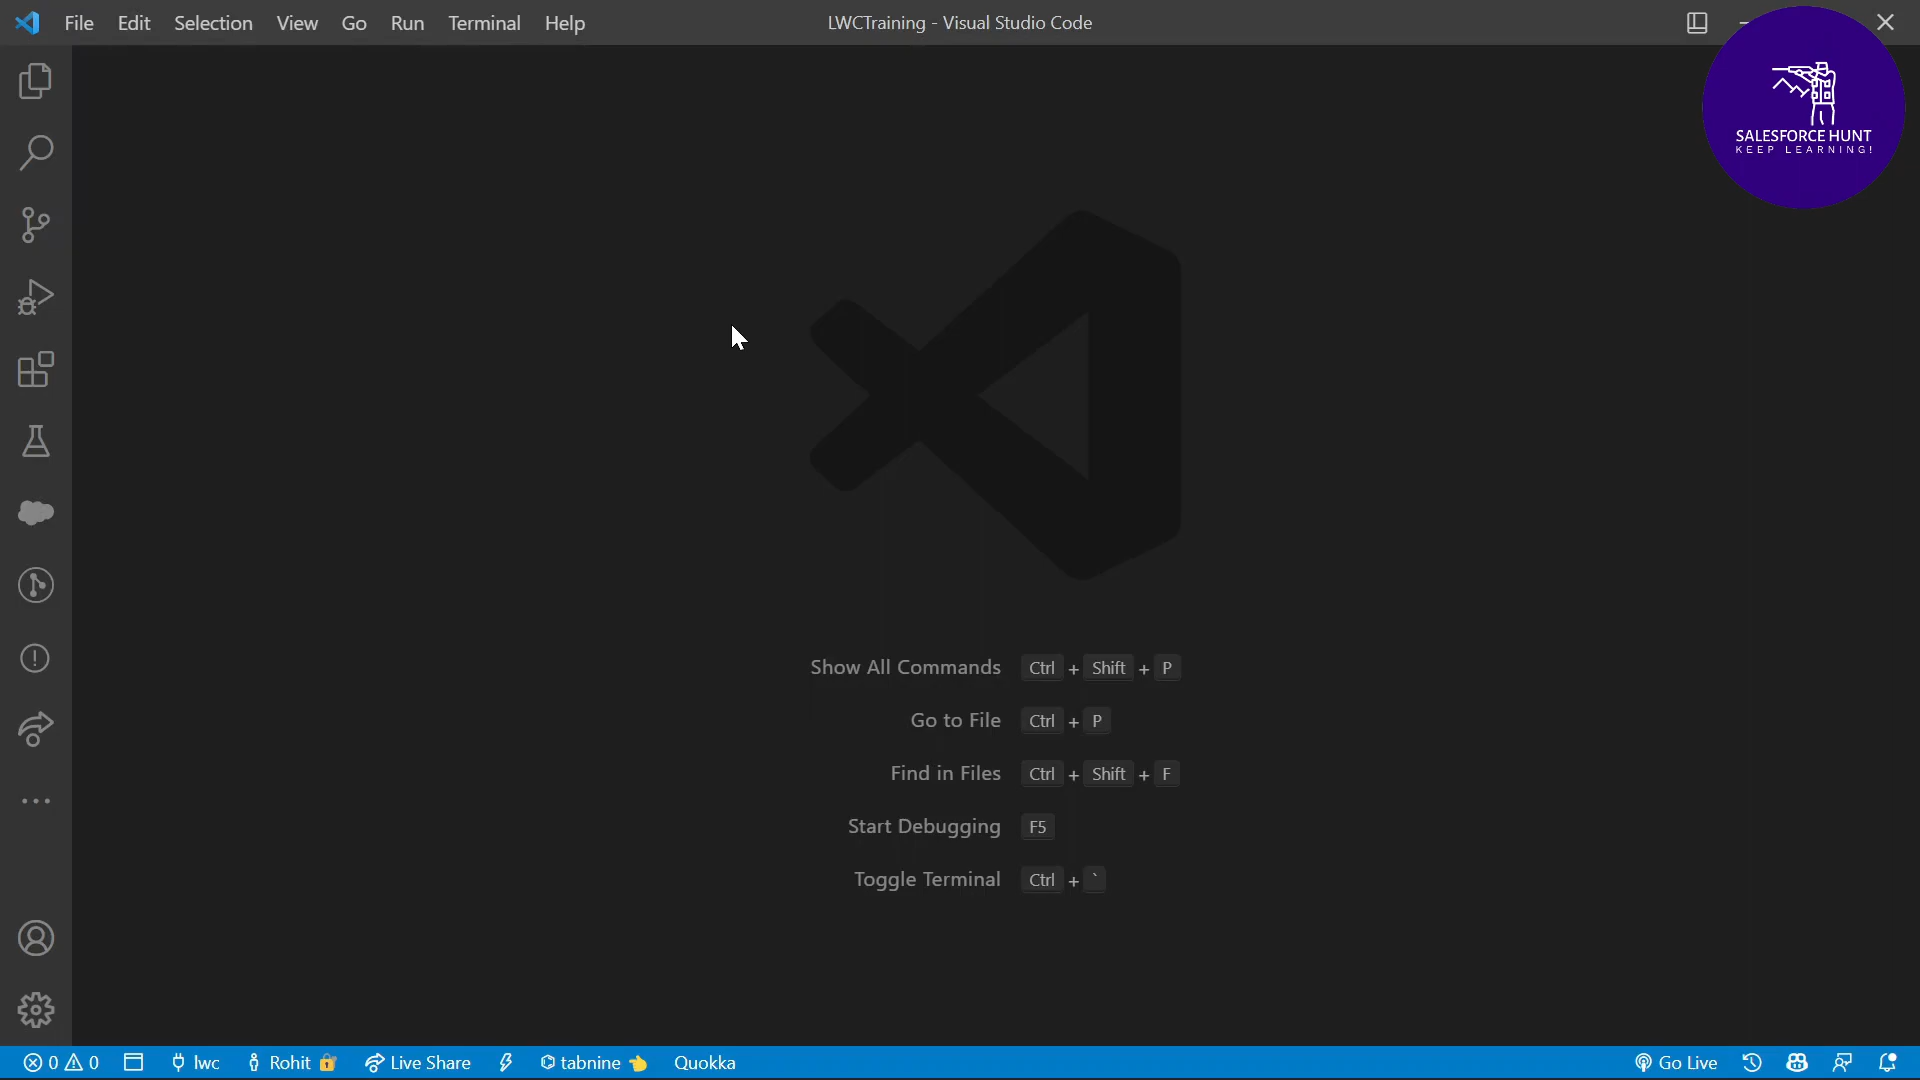 File Edit Selection View Go Run Terminal Help
LWCTraining - Visual Studio Code
SALESFORCE HUNT
KEEP LEARNING!
Show All Commands Ctrl + Shift + P
Go to File Ctrl + P
Find in Files Ctrl + Shift + F
Start Debugging F5
Toggle Terminal Ctrl + `
0 0 lwc Rohit Live Share tabnine Quokka Go Live